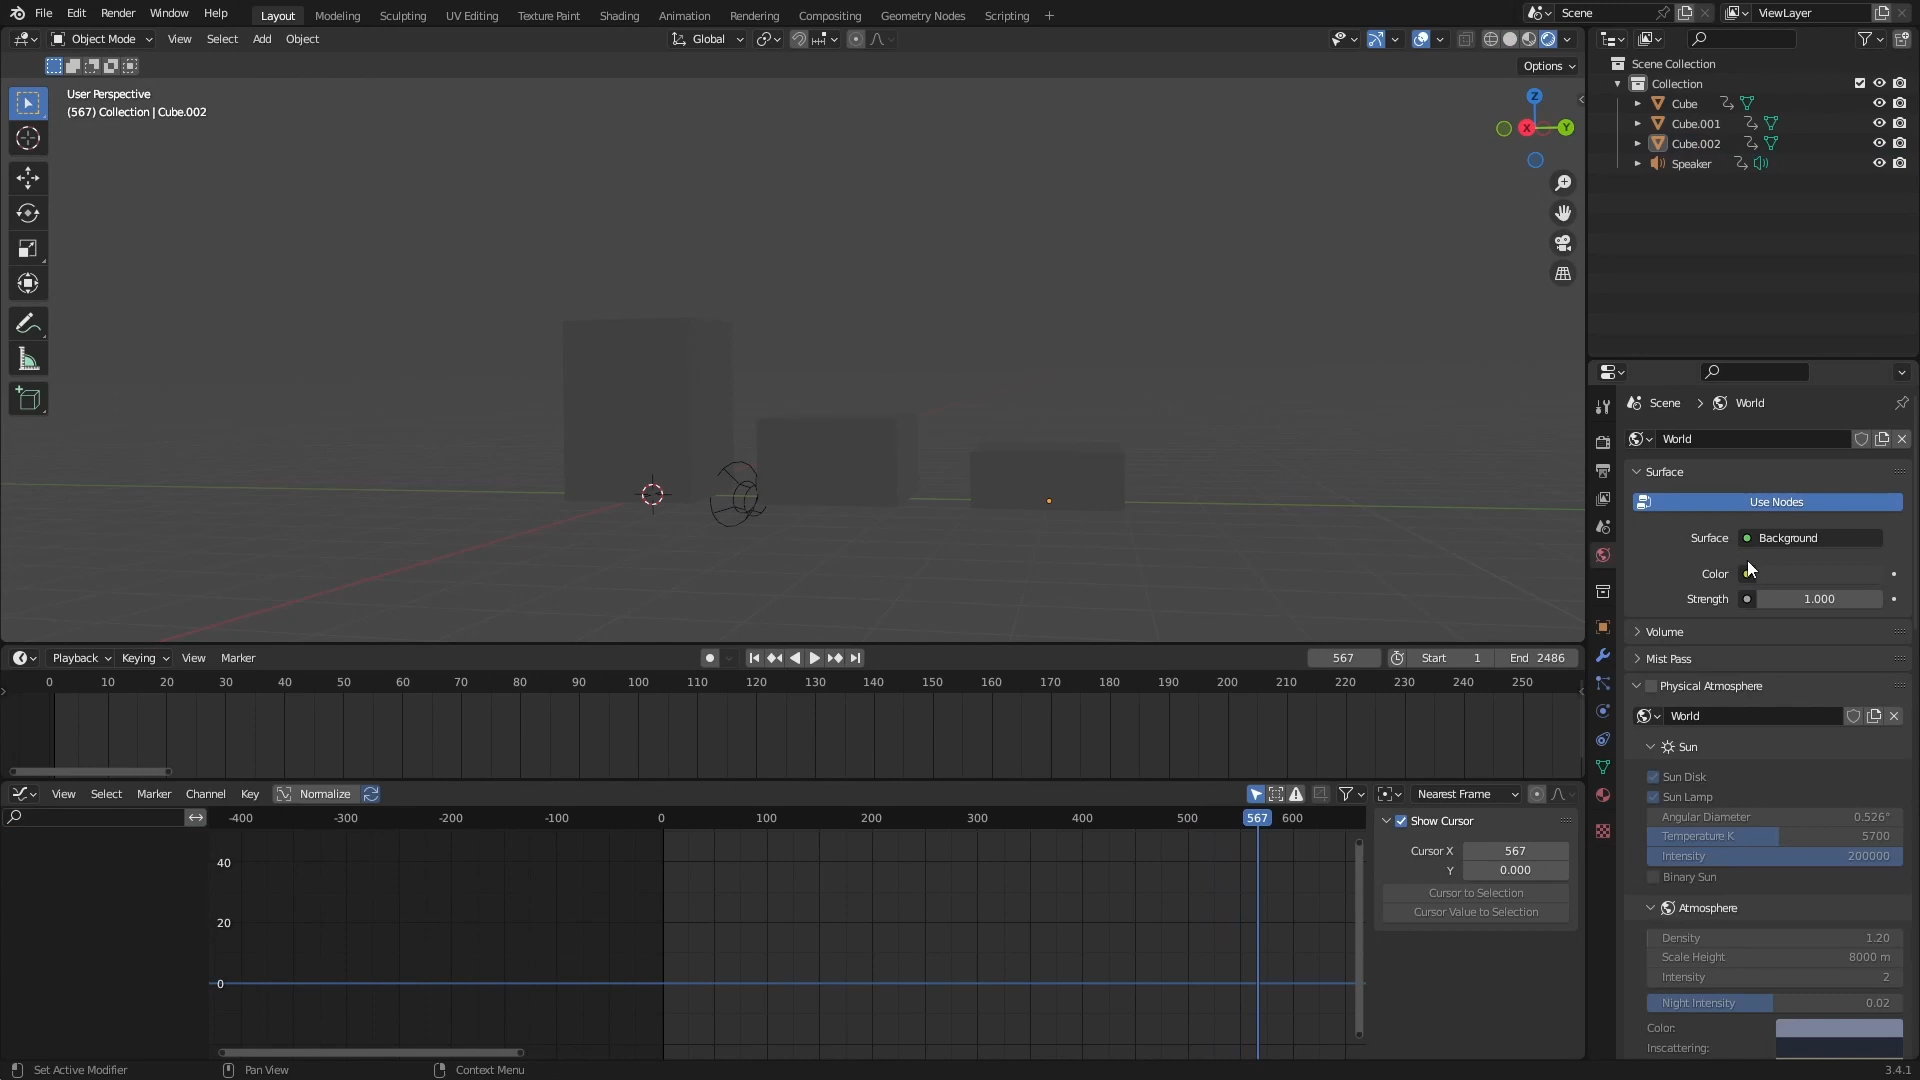 File Edit Render Window Help Layout Modeling Sculpting UV Editing Texture Paint Shading Animation Rendering Compositing Geometry Nodes Scripting + Scene ViewLayer
Object Mode View Select Add Object Global
Options
User Perspective
(567) Collection | Cube.002
Z
X
Y
Scene Collection
Collection
Cube
Cube.001
Cube.002
Speaker
Scene > World
World
Surface
Use Nodes
Surface Background
Color
Strength 1.000
Volume
Mist Pass
Physical Atmosphere
World
Sun
Sun Disk
Sun Lamp
Angular Diameter 0.526°
Temperature K 5700
Intensity 200000
Binary Sun
Atmosphere
Density 1.20
Scale Height 8000 m
Intensity 2
Night Intensity 0.02
Color:
Inscattering:
Playback Keying View Marker 567 Start 1 End 2486
0 10 20 30 40 50 60 70 80 90 100 110 120 130 140 150 160 170 180 190 200 210 220 230 240 250
View Select Marker Channel Key Normalize Nearest Frame
-400 -300 -200 -100 0 100 200 300 400 500 567 600
40
20
0
Show Cursor
Cursor X 567
Y 0.000
Cursor to Selection
Cursor Value to Selection
Set Active Modifier Pan View Context Menu 3.4.1